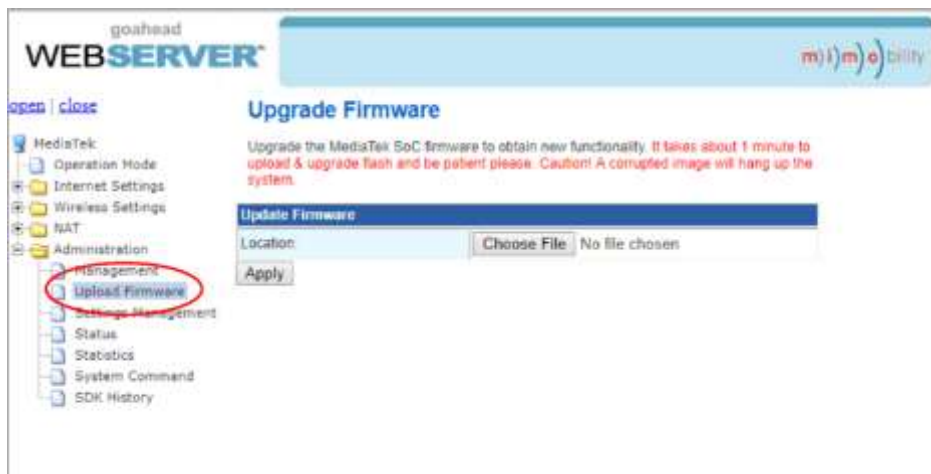 goahead
WEBSERVER
m)i)m)o)bility
open | close
MediaTek
Operation Mode
Internet Settings
Wireless Settings
NAT
Administration
Management
Upload Firmware
Settings Management
Status
Statistics
System Command
SDK History
Upgrade Firmware
Upgrade the MediaTek SoC firmware to obtain new functionality. It takes about 1 minute to
upload & upgrade flash and be patient please. Caution! A corrupted image will hang up the
system.
Update Firmware
Location: Choose File No file chosen
Apply